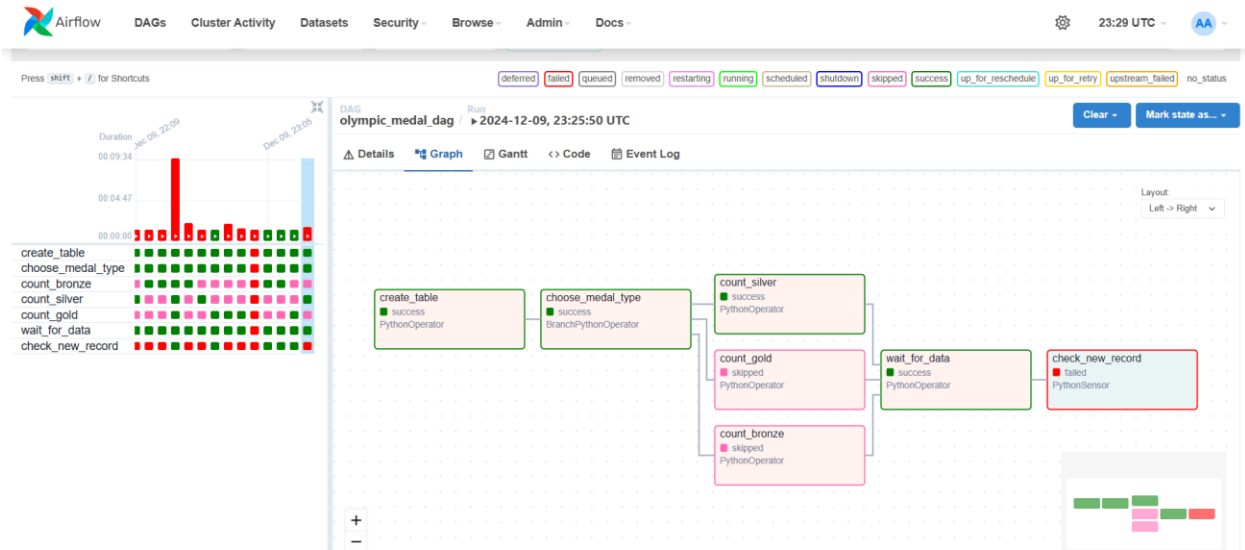 Airflow DAGs Cluster Activity Datasets Security Browse Admin Docs 23:29 UTC AA
Press shift + / for Shortcuts
deferred failed queued removed restarting running scheduled shutdown skipped success up_for_reschedule up_for_retry upstream_failed no_status
Duration
Dec 09, 22:09
Dec 09, 23:05
00:09:34
00:04:47
00:00:00
create_table
choose_medal_type
count_bronze
count_silver
count_gold
wait_for_data
check_new_record
DAG
olympic_medal_dag
/
Run
2024-12-09, 23:25:50 UTC
Clear
Mark state as...
Details Graph Gantt <> Code Event Log
Layout:
Left -> Right
create_table
success
PythonOperator
choose_medal_type
success
BranchPythonOperator
count_silver
success
PythonOperator
count_gold
skipped
PythonOperator
count_bronze
skipped
PythonOperator
wait_for_data
success
PythonOperator
check_new_record
failed
PythonSensor
+
−